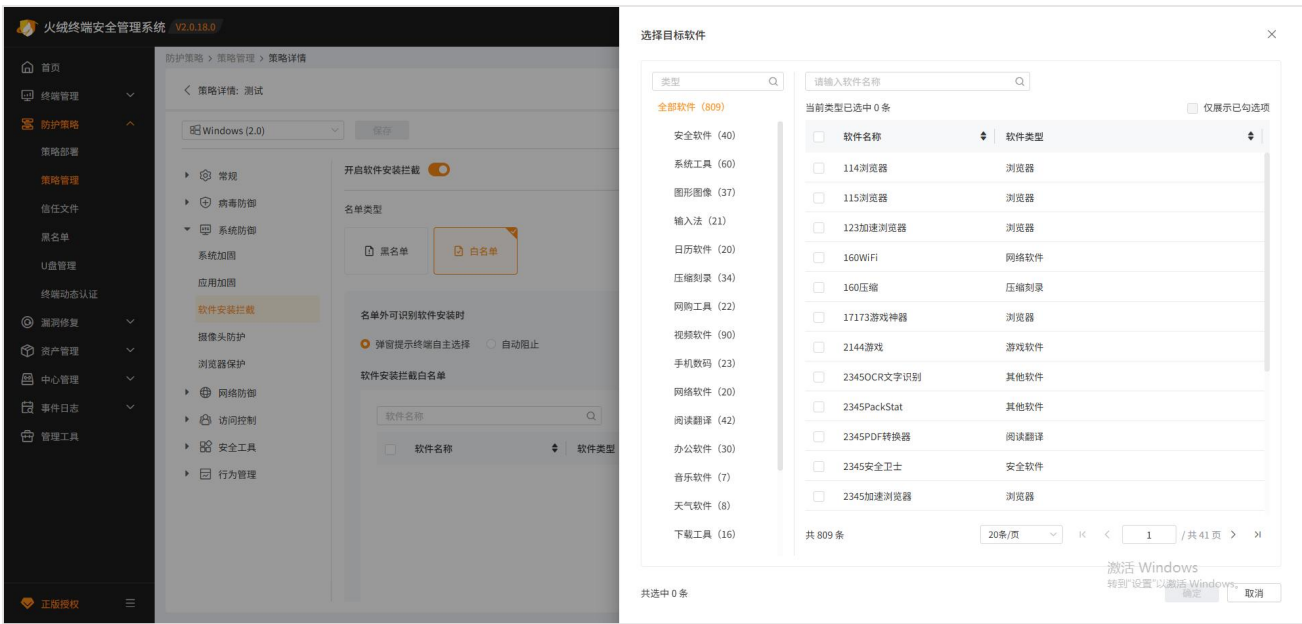 火绒终端安全管理系统 V2.0.18.0
首页
终端管理
防护策略
策略部署
策略管理
信任文件
黑名单
U盘管理
终端动态认证
漏洞修复
资产管理
中心管理
事件日志
管理工具
正版授权
防护策略 > 策略管理 > 策略详情
策略详情: 测试
Windows (2.0)
保存
常规
病毒防御
系统防御
系统加固
应用加固
软件安装拦截
摄像头防护
浏览器保护
网络防御
访问控制
安全工具
行为管理
开启软件安装拦截
名单类型
黑名单
白名单
名单外可识别软件安装时
弹窗提示终端自主选择 自动阻止
软件安装拦截白名单
软件名称
软件名称 软件类型
选择目标软件
类型
全部软件 (809)
安全软件 (40)
系统工具 (60)
图形图像 (37)
输入法 (21)
日历软件 (20)
压缩刻录 (34)
网购工具 (22)
视频软件 (90)
手机数码 (23)
网络软件 (20)
阅读翻译 (42)
办公软件 (30)
音乐软件 (7)
天气软件 (8)
下载工具 (16)
请输入软件名称
当前类型已选中 0 条 仅展示已勾选项
软件名称 软件类型
114浏览器 浏览器
115浏览器 浏览器
123加速浏览器 浏览器
160WiFi 网络软件
160压缩 压缩刻录
17173游戏神器 浏览器
2144游戏 游戏软件
2345OCR文字识别 其他软件
2345PackStat 其他软件
2345PDF转换器 阅读翻译
2345安全卫士 安全软件
2345加速浏览器 浏览器
共 809 条 20条/页 1 / 共 41 页
激活 Windows
转到"设置"以激活 Windows。
共选中 0 条 确定 取消